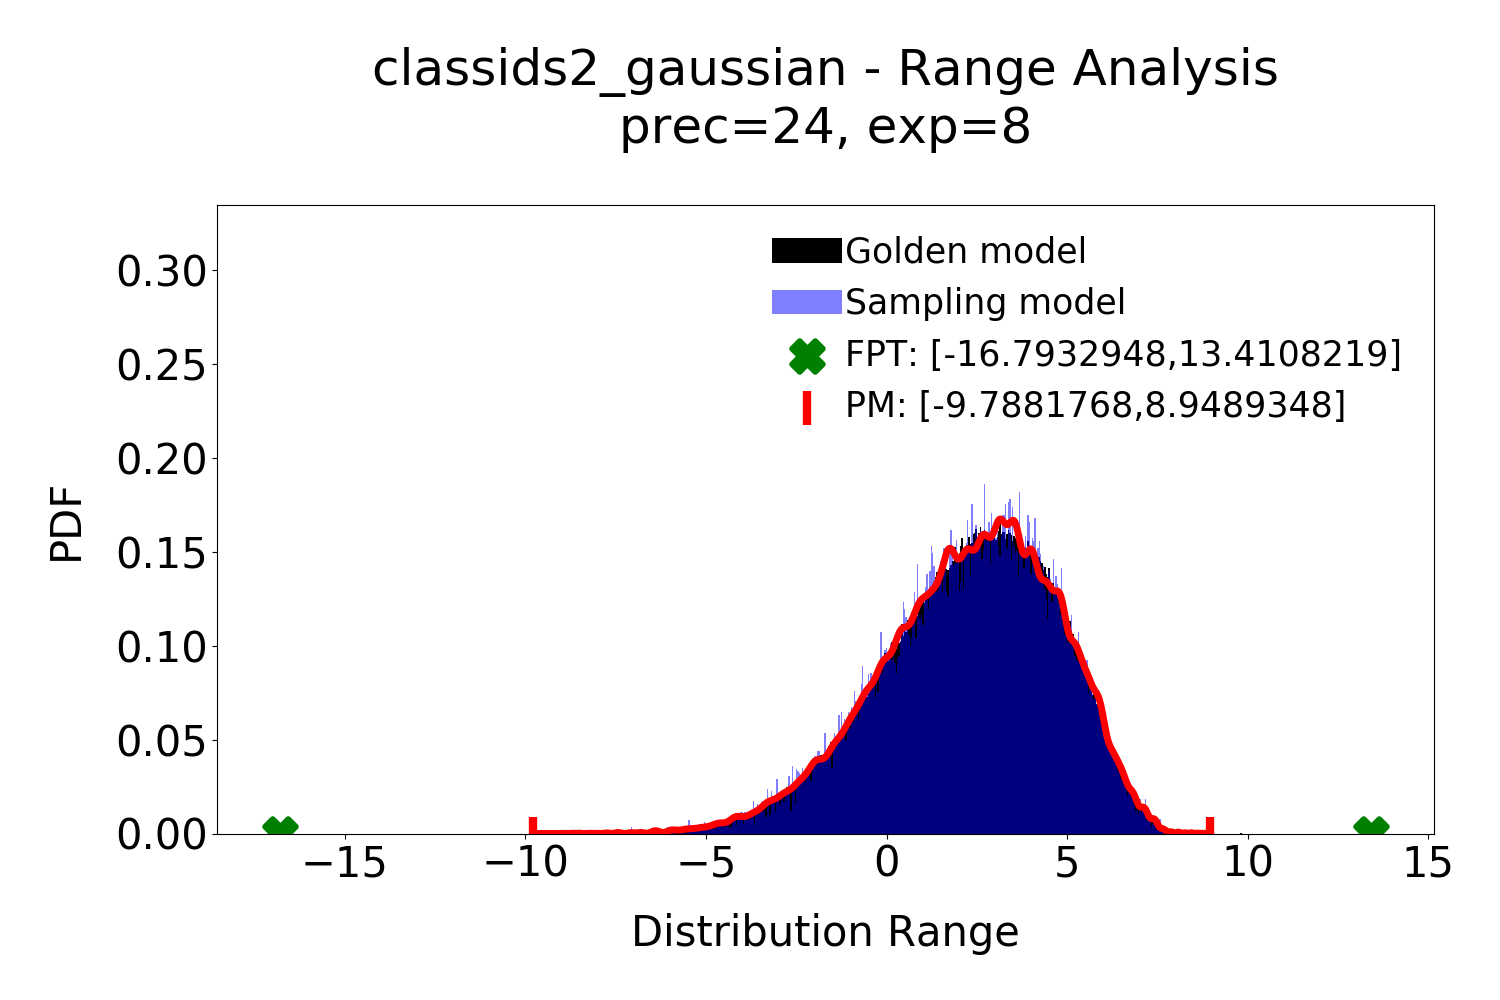 classids2_gaussian - Range Analysis
prec=24, exp=8
Golden model
Sampling model
FPT: [-16.7932948,13.4108219]
PM: [-9.7881768,8.9489348]
PDF
0.30
0.25
0.20
0.15
0.10
0.05
0.00
−15 −10 −5 0 5 10 15
Distribution Range